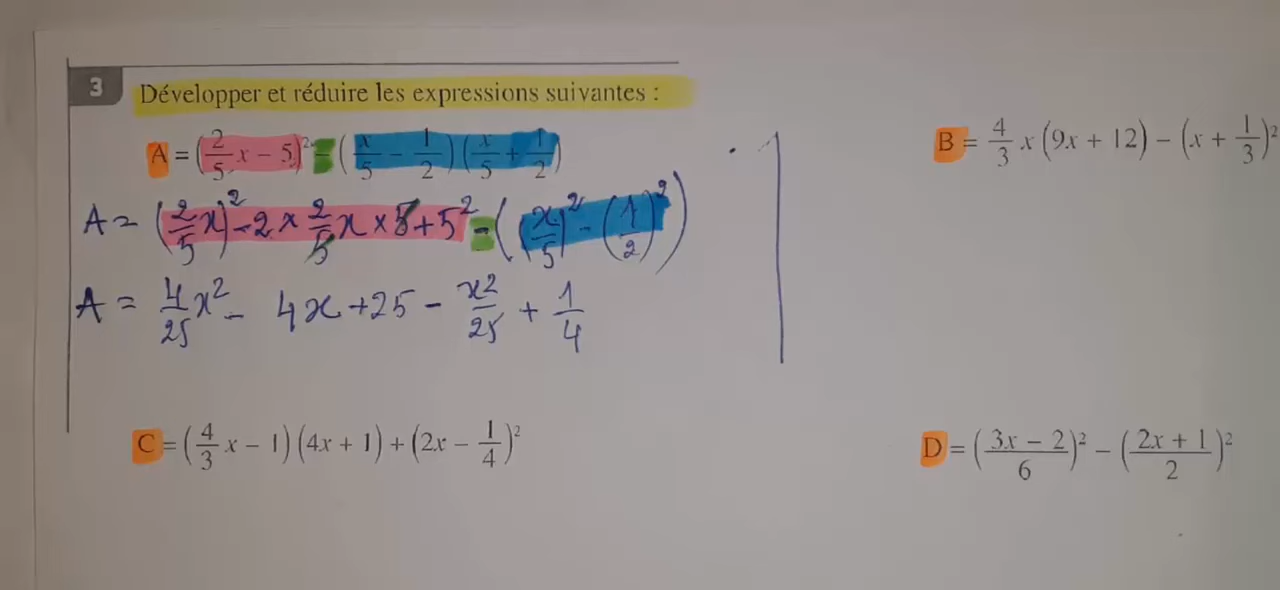 3 Développer et réduire les expressions suivantes :
A = (2/5 x − 5)² − (x/5 − 1/2)(x/5 + 1/2)
B = 4/3 x (9x + 12) − (x + 1/3)²
A = (2/5 x)² − 2 × 2/5 x × 5 + 5² − ((x/5)² − (1/2)²)
A = 4/25 x² − 4x + 25 − x²/25 + 1/4
C = (4/3 x − 1)(4x + 1) + (2x − 1/4)²
D = ((3x − 2)/6)² − ((2x + 1)/2)²